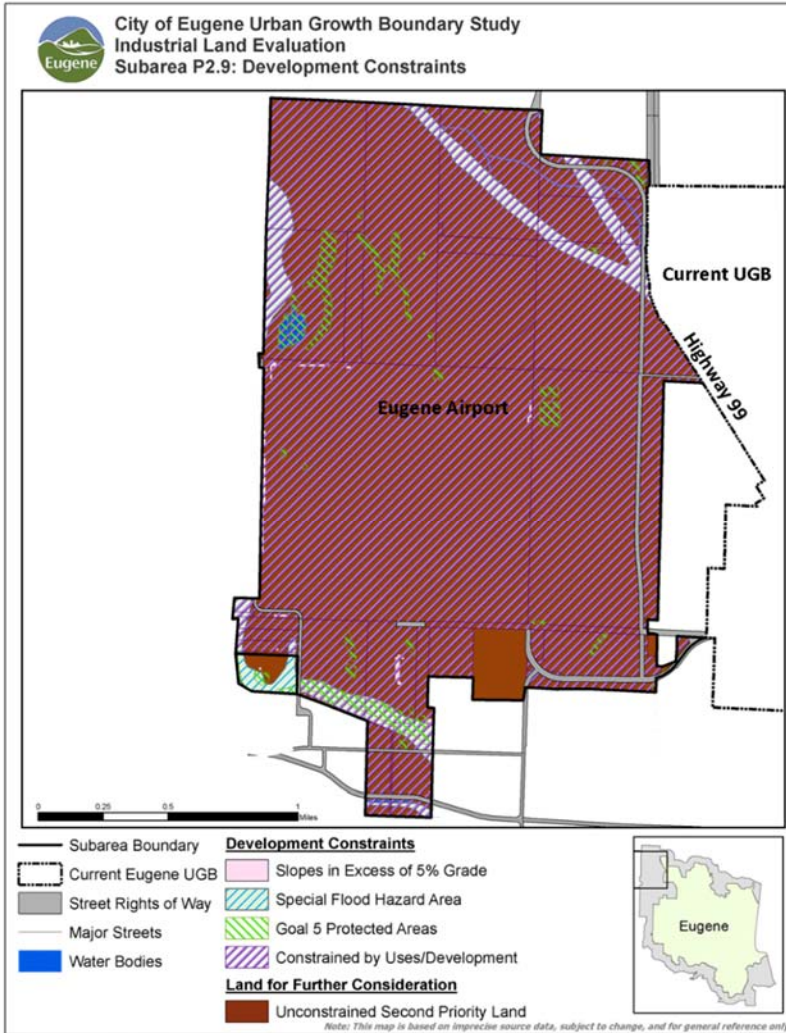 City of Eugene Urban Growth Boundary Study
Industrial Land Evaluation
Subarea P2.9: Development Constraints
Eugene
Current UGB
Highway 99
Eugene Airport
0 0.25 0.5 1
Miles
Subarea Boundary
Current Eugene UGB
Street Rights of Way
Major Streets
Water Bodies
Development Constraints
Slopes in Excess of 5% Grade
Special Flood Hazard Area
Goal 5 Protected Areas
Constrained by Uses/Development
Land for Further Consideration
Unconstrained Second Priority Land
Eugene
Note: This map is based on imprecise source data, subject to change, and for general reference only